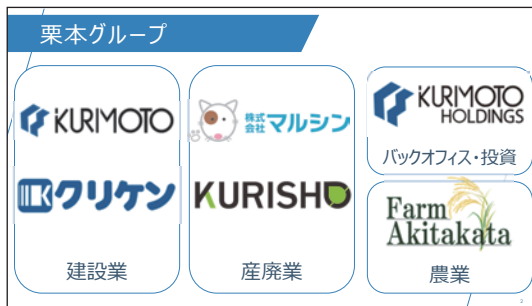 栗本グループ
KURIMOTO
クリケン
建設業
株式会社 マルシン
KURISHO
産廃業
KURIMOTO
HOLDINGS
バックオフィス・投資
Farm
Akitakata
農業